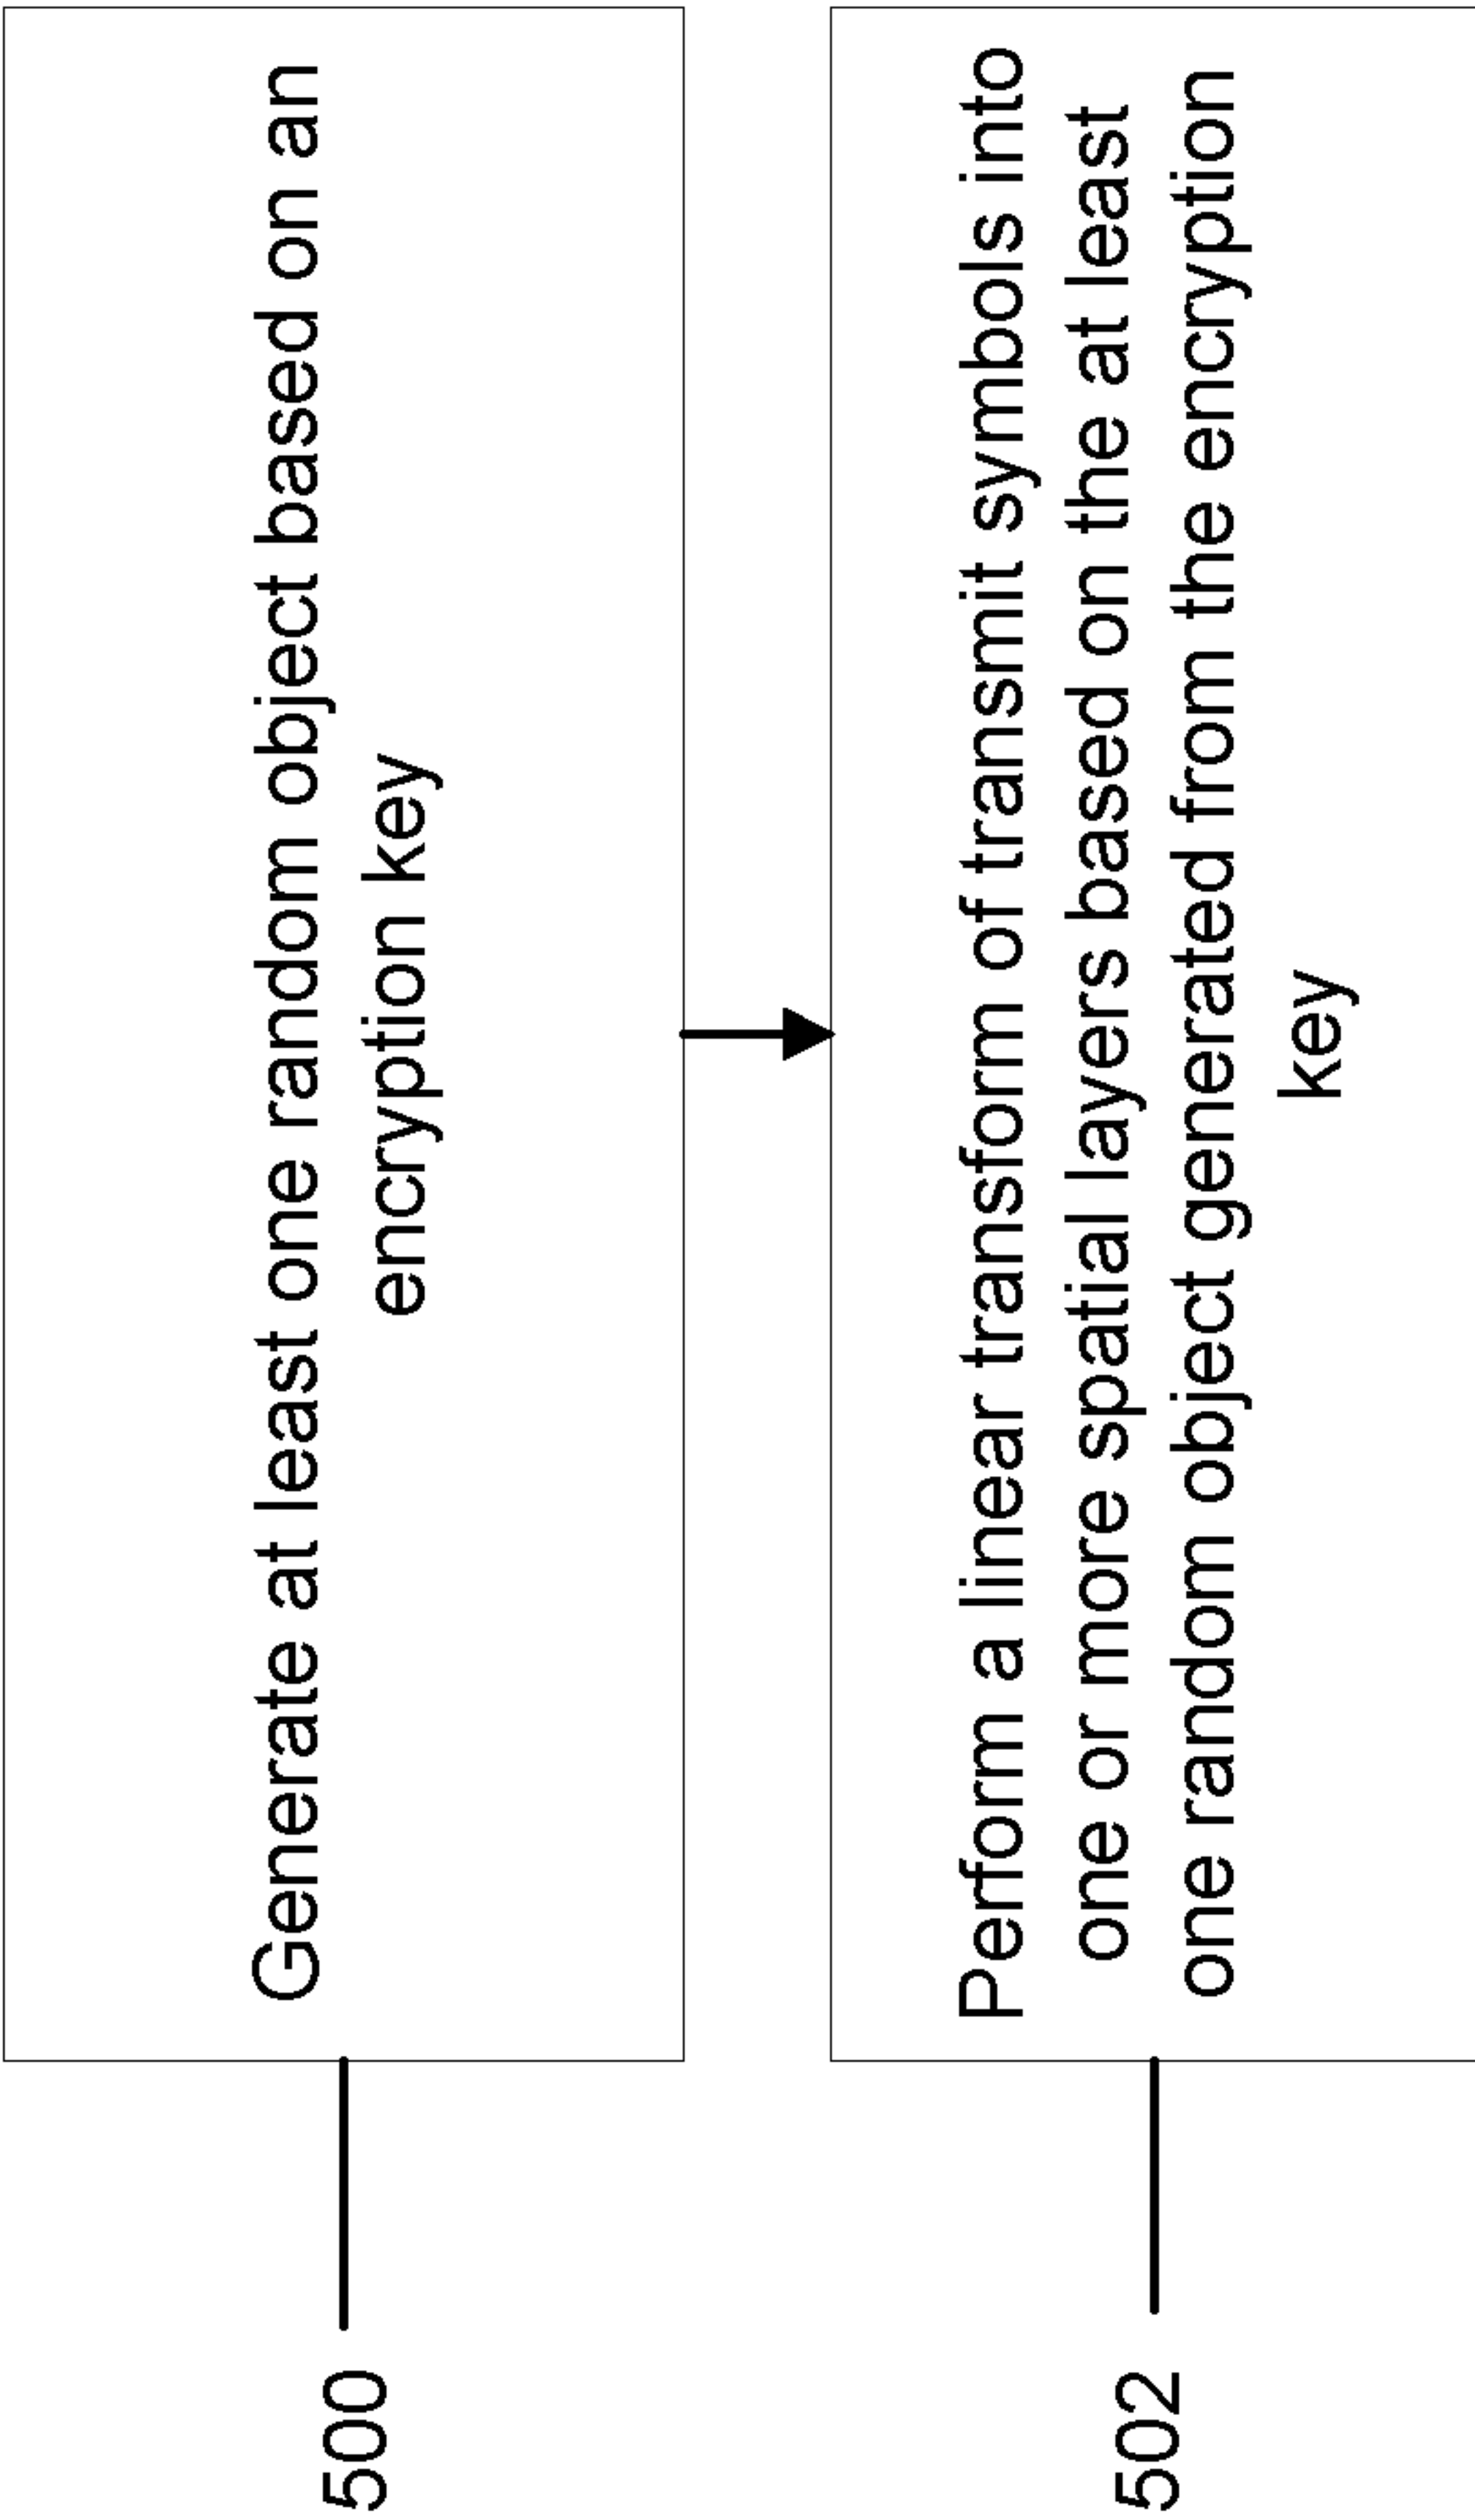 500
Generate at least one random object based on an
encryption key
502
Perform a linear transform of transmit symbols into
one or more spatial layers based on the at least
one random object generated from the encryption
key